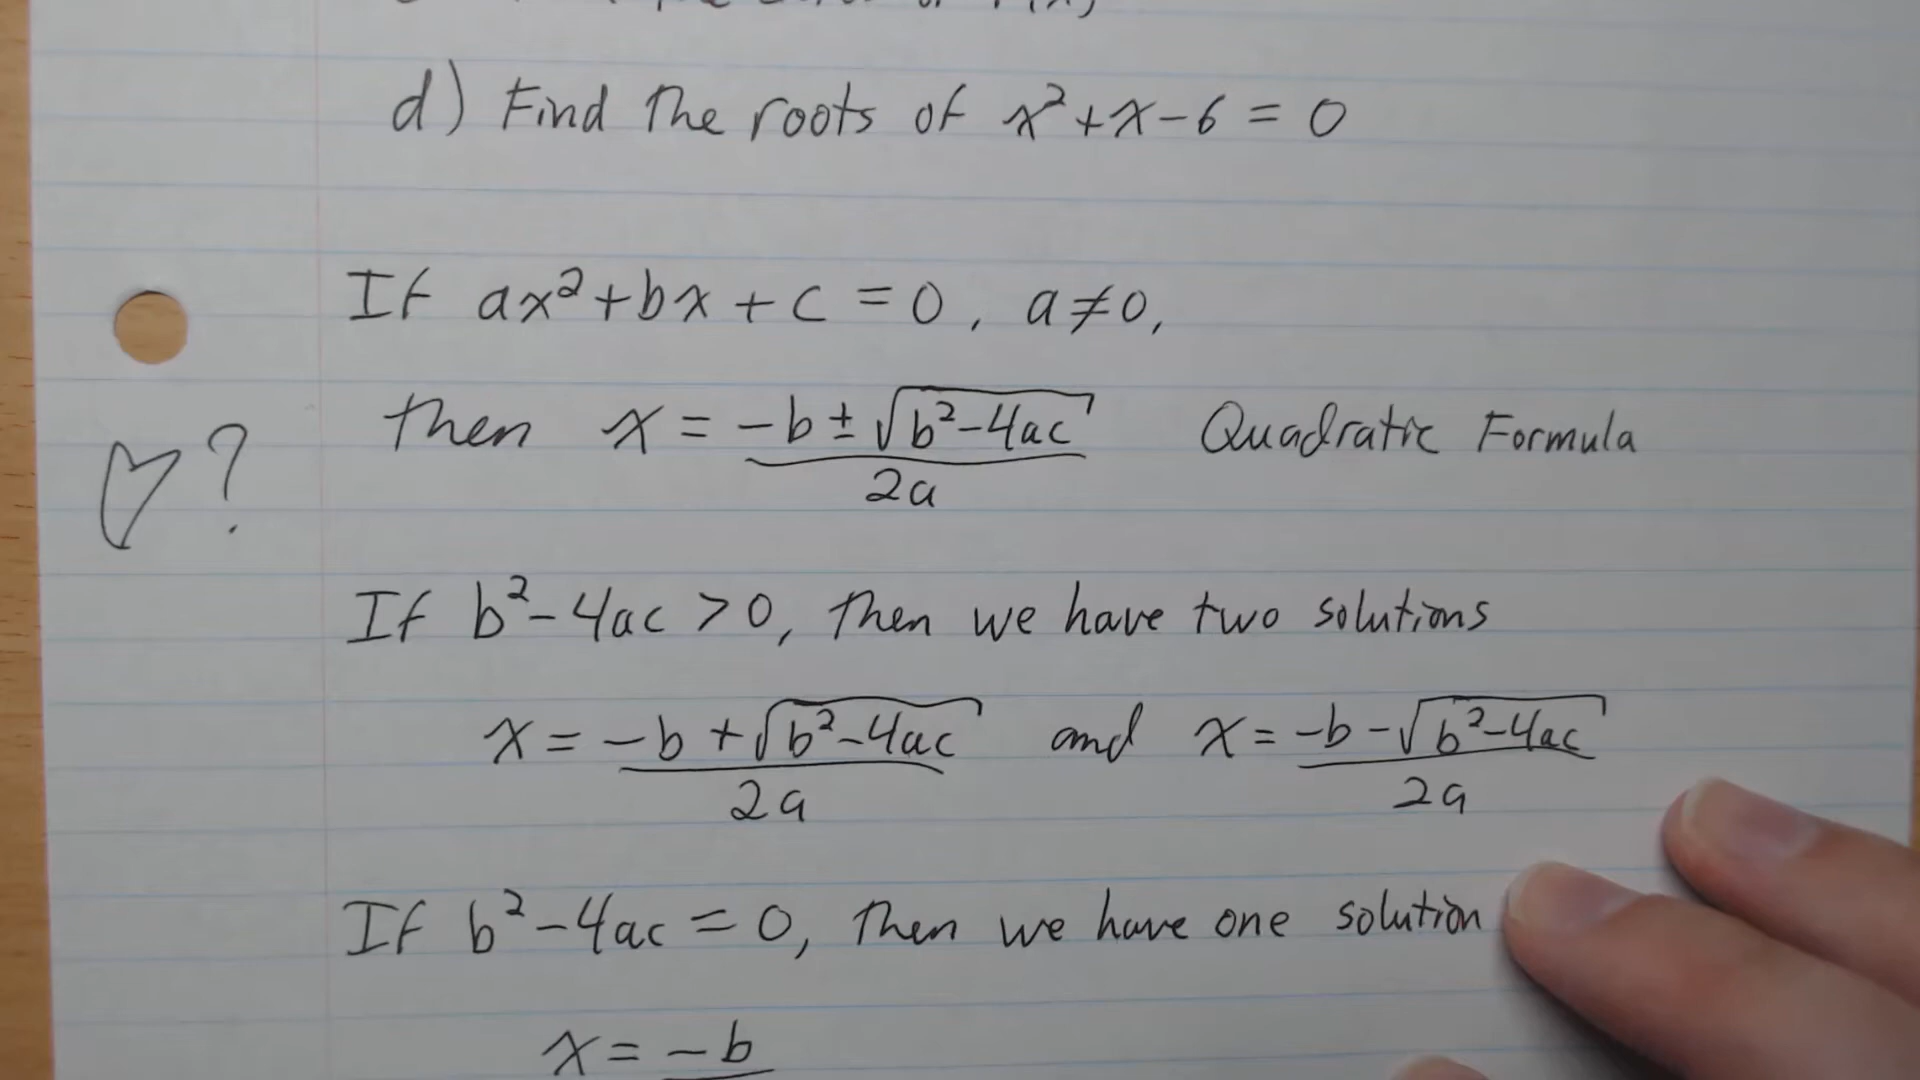 d) Find the roots of x² + x - 6 = 0
If ax² + bx + c = 0, a ≠ 0,
then x = (-b ± √(b² - 4ac)) / 2a Quadratic Formula
?
If b² - 4ac > 0, then we have two solutions
x = (-b + √(b² - 4ac)) / 2a and x = (-b - √(b² - 4ac)) / 2a
If b² - 4ac = 0, then we have one solution
x = -b